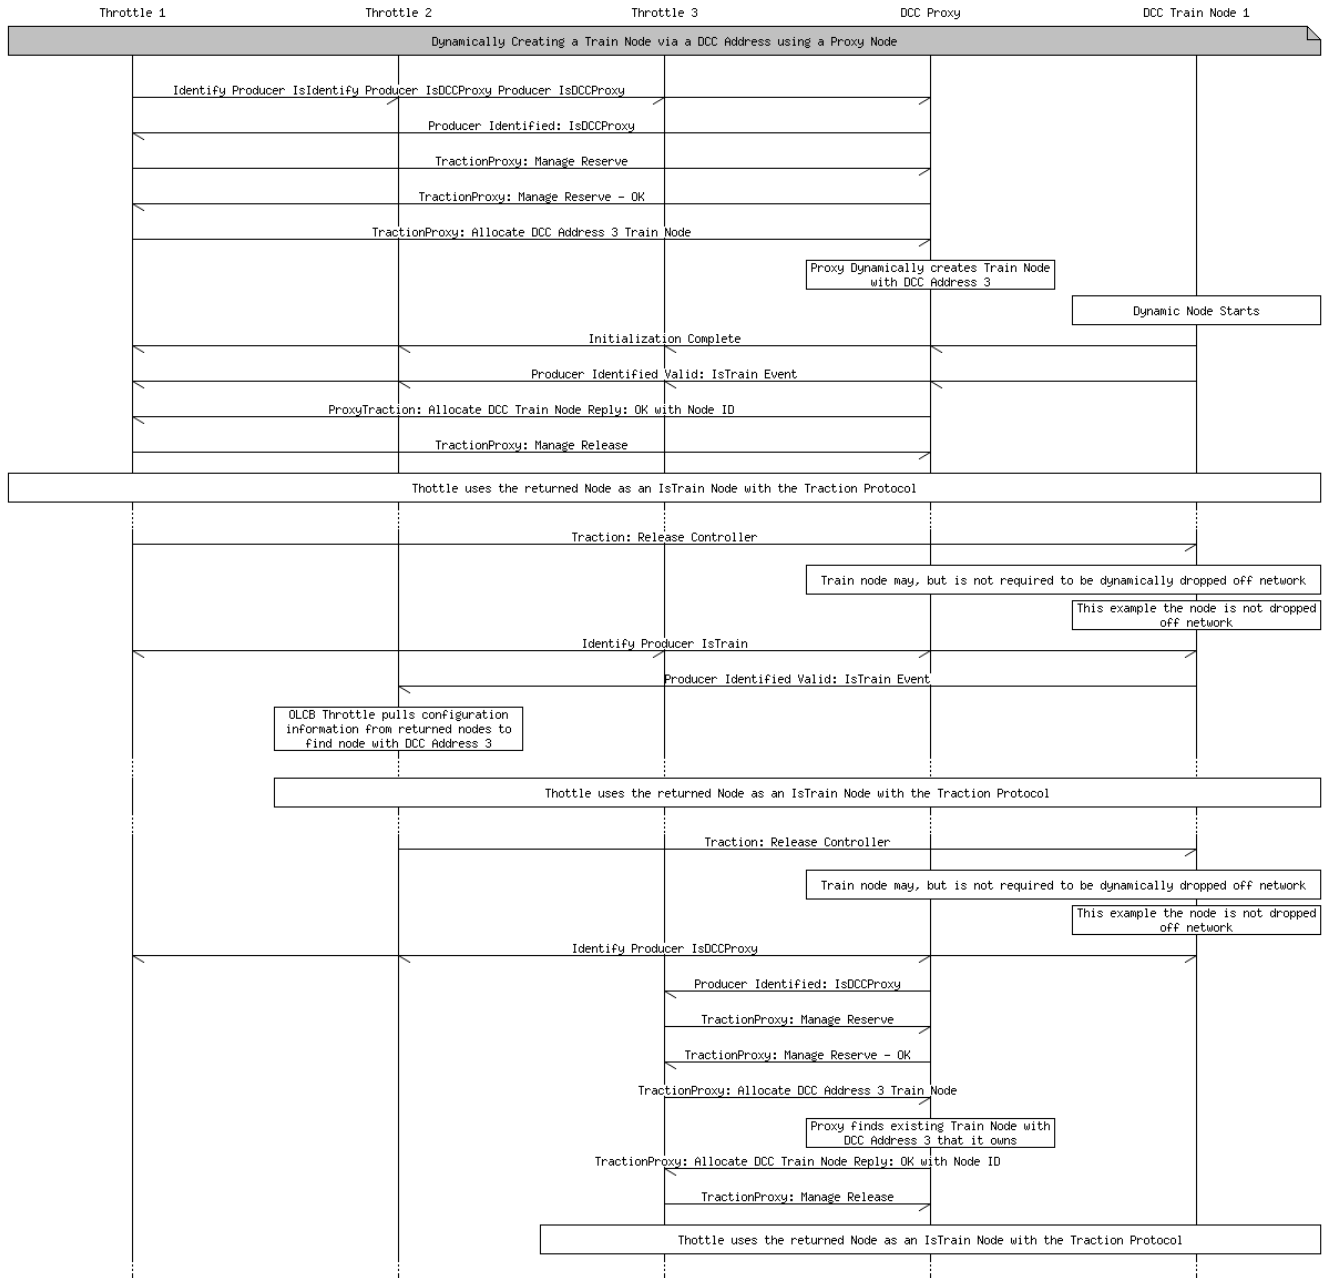 Throttle 1 Throttle 2 Throttle 3 DCC Proxy DCC Train Node 1
Dynamically Creating a Train Node via a DCC Address using a Proxy Node
Identify Producer IsIdentify Producer IsDCCProxy Producer IsDCCProxy
Producer Identified: IsDCCProxy
TractionProxy: Manage Reserve
TractionProxy: Manage Reserve - OK
TractionProxy: Allocate DCC Address 3 Train Node
Proxy Dynamically creates Train Node
with DCC Address 3
Dynamic Node Starts
Initialization Complete
Producer Identified Valid: IsTrain Event
ProxyTraction: Allocate DCC Train Node Reply: OK with Node ID
TractionProxy: Manage Release
Thottle uses the returned Node as an IsTrain Node with the Traction Protocol
Traction: Release Controller
Train node may, but is not required to be dynamically dropped off network
This example the node is not dropped
off network
Identify Producer IsTrain
Producer Identified Valid: IsTrain Event
OLCB Throttle pulls configuration
information from returned nodes to
find node with DCC Address 3
Thottle uses the returned Node as an IsTrain Node with the Traction Protocol
Traction: Release Controller
Train node may, but is not required to be dynamically dropped off network
This example the node is not dropped
off network
Identify Producer IsDCCProxy
Producer Identified: IsDCCProxy
TractionProxy: Manage Reserve
TractionProxy: Manage Reserve - OK
TractionProxy: Allocate DCC Address 3 Train Node
Proxy finds existing Train Node with
DCC Address 3 that it owns
TractionProxy: Allocate DCC Train Node Reply: OK with Node ID
TractionProxy: Manage Release
Thottle uses the returned Node as an IsTrain Node with the Traction Protocol